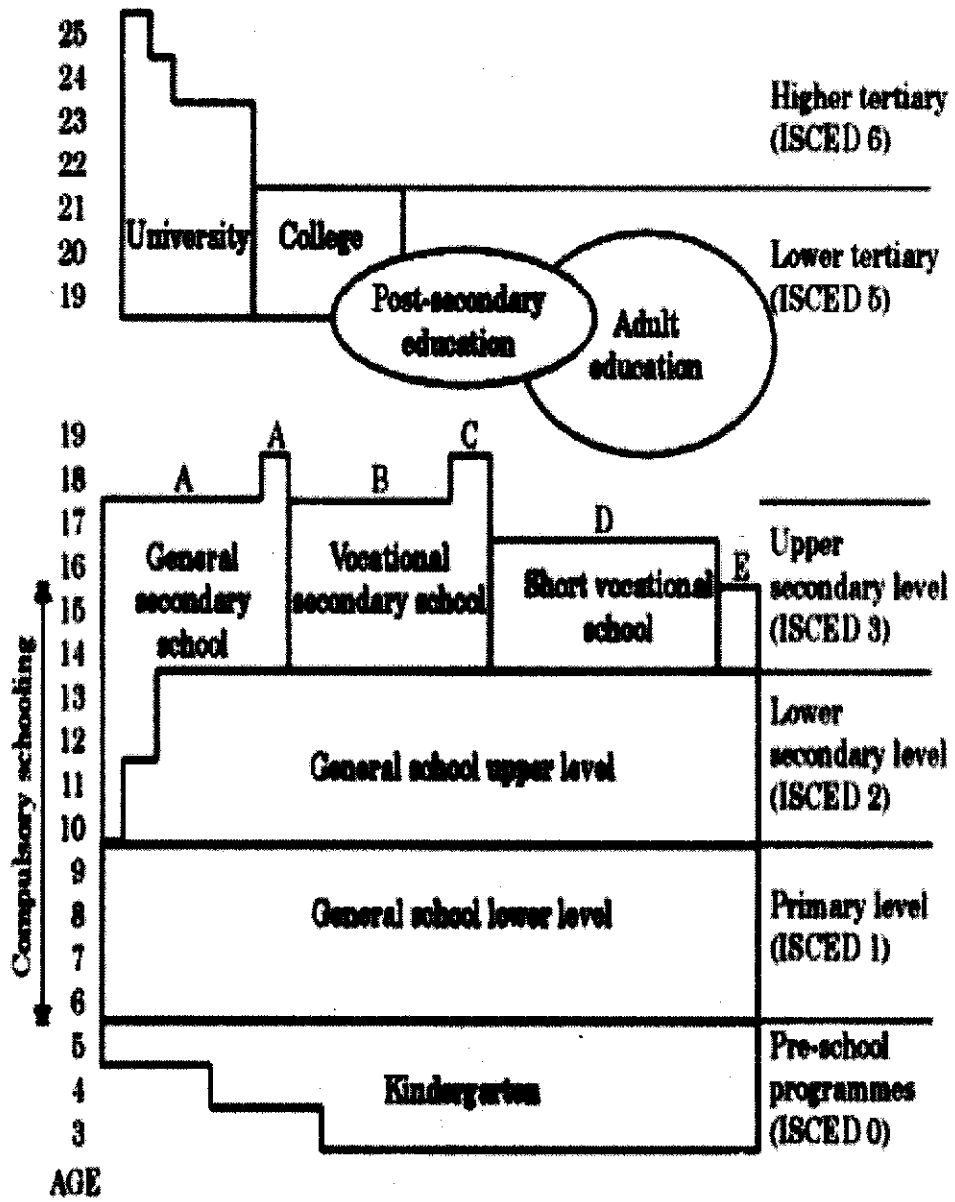 25
24
23
22
21
20
19
Higher tertiary
(ISCED 6)
University
College
Lower tertiary
(ISCED 5)
Post-secondary
education
Adult
education
19
18
17
16
15
14
13
12
11
10
9
8
7
6
5
4
3
AGE
Compulsory schooling
A
A
B
C
D
E
General
secondary
school
Vocational
secondary school
Short vocational
school
Upper
secondary level
(ISCED 3)
General school upper level
Lower
secondary level
(ISCED 2)
General school lower level
Primary level
(ISCED 1)
Kindergarten
Pre-school
programmes
(ISCED 0)